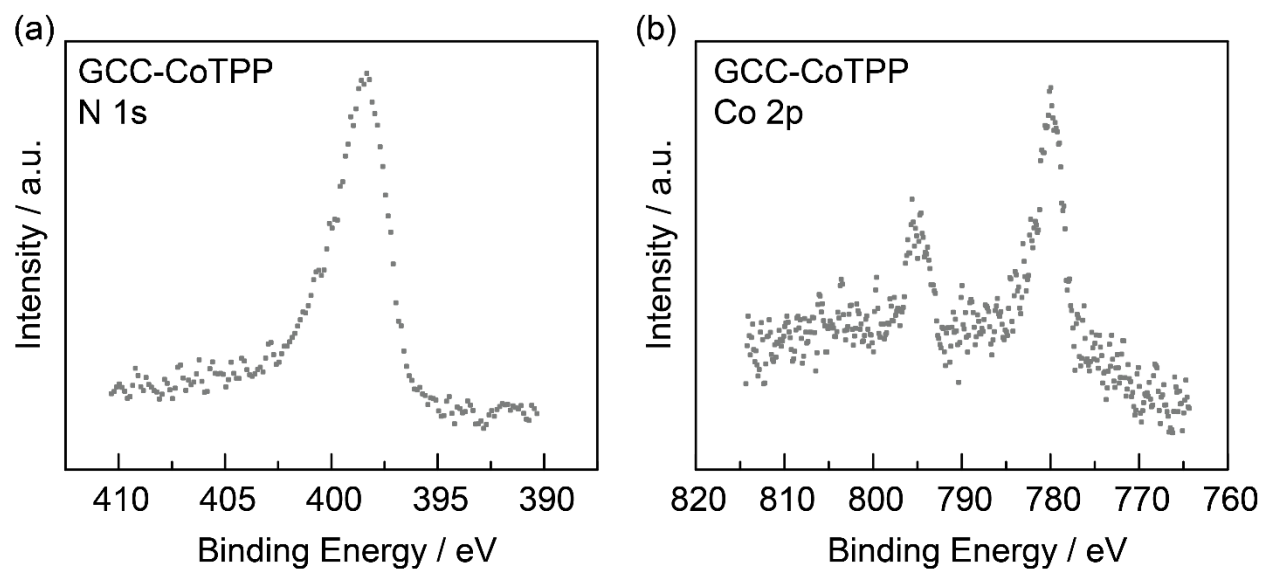 (a)
GCC-CoTPP
N 1s
Intensity / a.u.
410 405 400 395 390
Binding Energy / eV
(b)
GCC-CoTPP
Co 2p
Intensity / a.u.
820 810 800 790 780 770 760
Binding Energy / eV